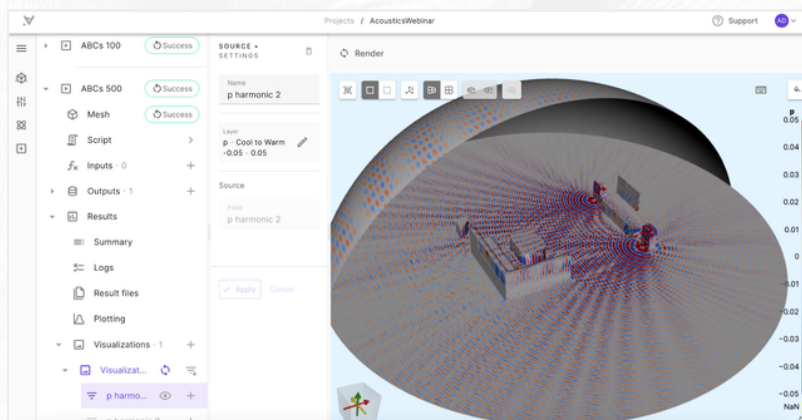 Projects / AcousticsWebinar
Support
AD
ABCs 100
Success
ABCs 500
Success
Mesh
Success
Script
Inputs · 0
Outputs · 1
Results
Summary
Logs
Result files
Plotting
Visualizations · 1
Visualizat...
p harmo...
SOURCE •
SETTINGS
Name
p harmonic 2
Layer
p - Cool to Warm
-0.05 - 0.05
Source
Field
p harmonic 2
Apply
Cancel
Render
p
0.05
0.04
0.03
0.02
0.01
0
-0.01
-0.02
-0.03
-0.04
-0.05
NaN